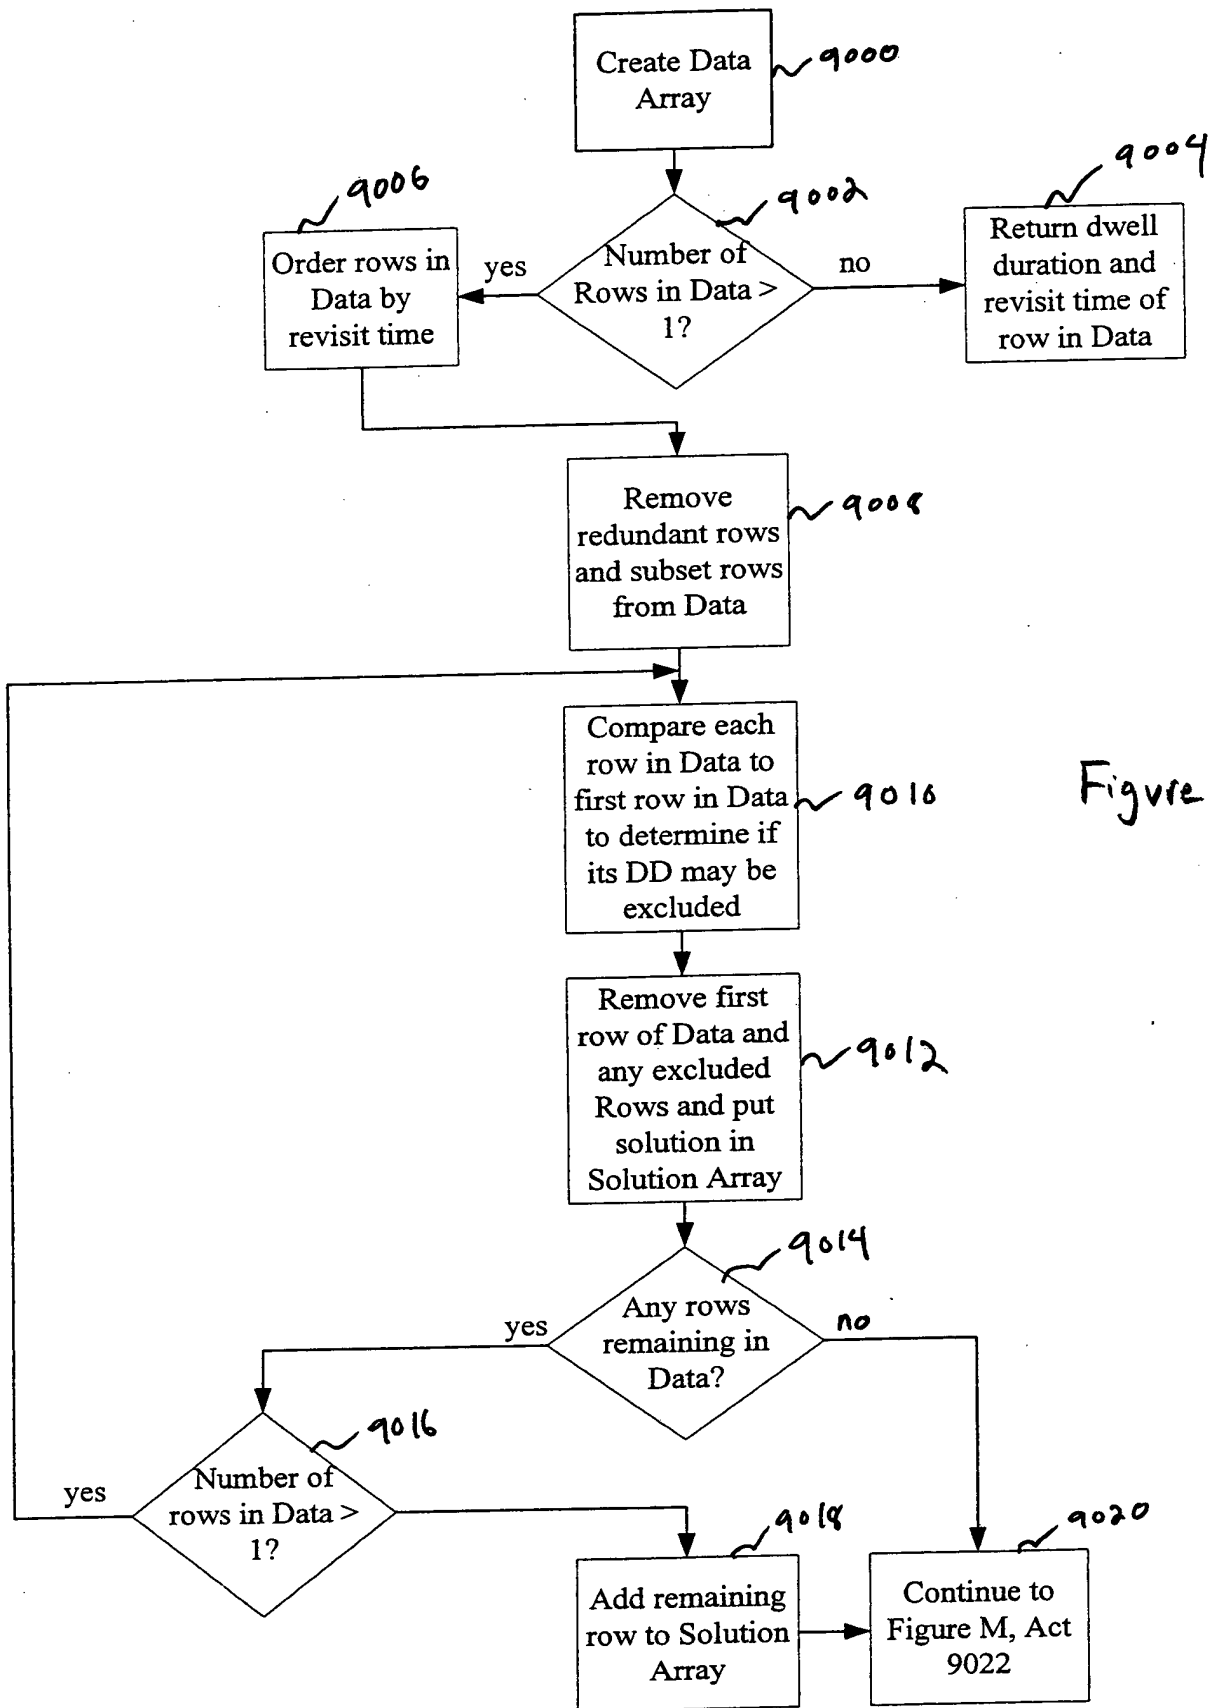 Create Data
Array
9000
9002
9004
9006
Number of
Rows in Data >
1?
yes
no
Order rows in
Data by
revisit time
Return dwell
duration and
revisit time of
row in Data
Remove
redundant rows
and subset rows
from Data
9008
Compare each
row in Data to
first row in Data
to determine if
its DD may be
excluded
9010
Figure
Remove first
row of Data and
any excluded
Rows and put
solution in
Solution Array
9012
9014
Any rows
remaining in
Data?
yes
no
9016
Number of
rows in Data >
1?
yes
9018
9020
Add remaining
row to Solution
Array
Continue to
Figure M, Act
9022